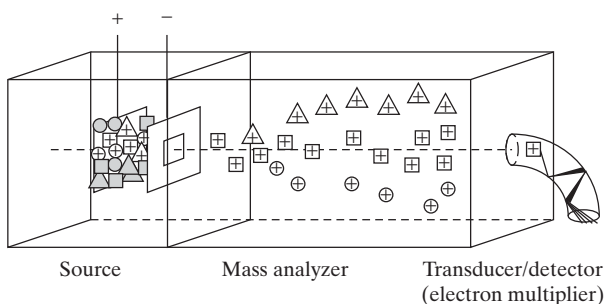 + −
Source Mass analyzer Transducer/detector
(electron multiplier)